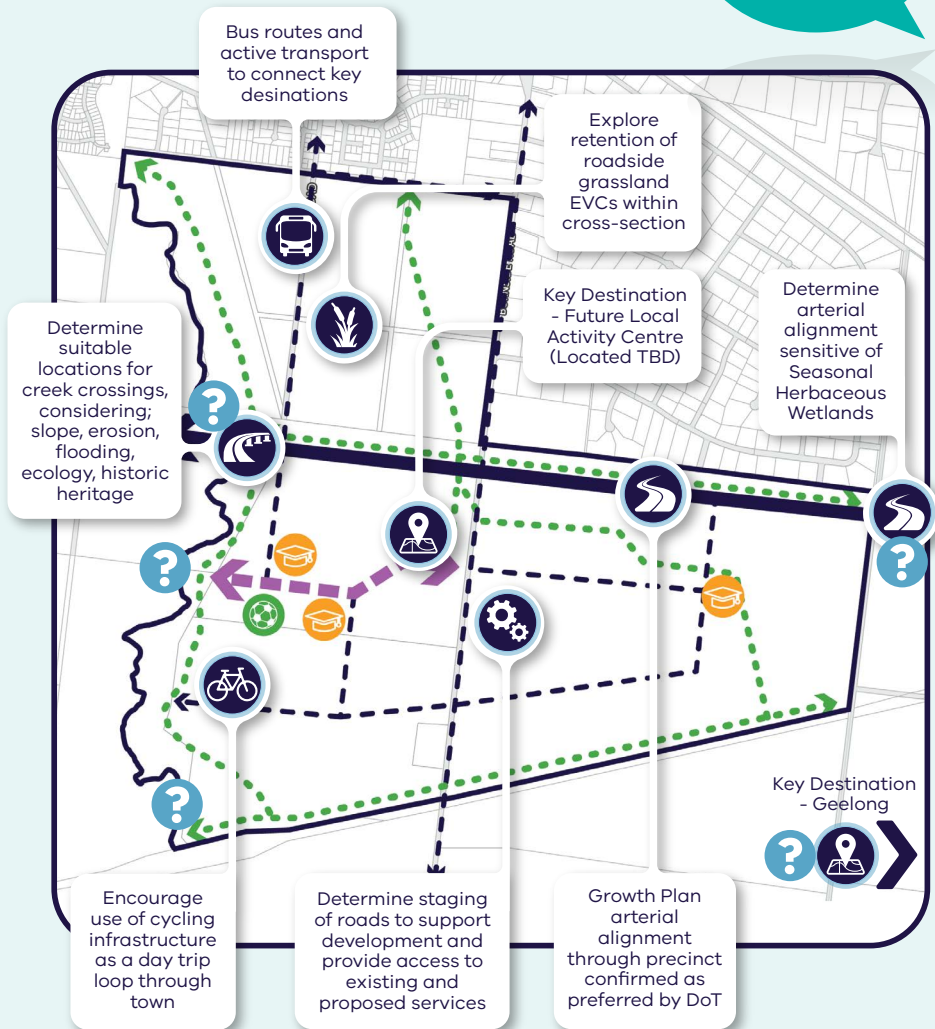 Bus routes and
active transport
to connect key
desinations
Explore
retention of
roadside
grassland
EVCs within
cross-section
Key Destination
- Future Local
Activity Centre
(Located TBD)
Determine
arterial
alignment
sensitive of
Seasonal
Herbaceous
Wetlands
Determine
suitable
locations for
creek crossings,
considering;
slope, erosion,
flooding,
ecology, historic
heritage
?
?
?
?
Key Destination
- Geelong
?
Encourage
use of cycling
infrastructure
as a day trip
loop through
town
Determine staging
of roads to support
development and
provide access to
existing and
proposed services
Growth Plan
arterial
alignment
through precinct
confirmed as
preferred by DoT